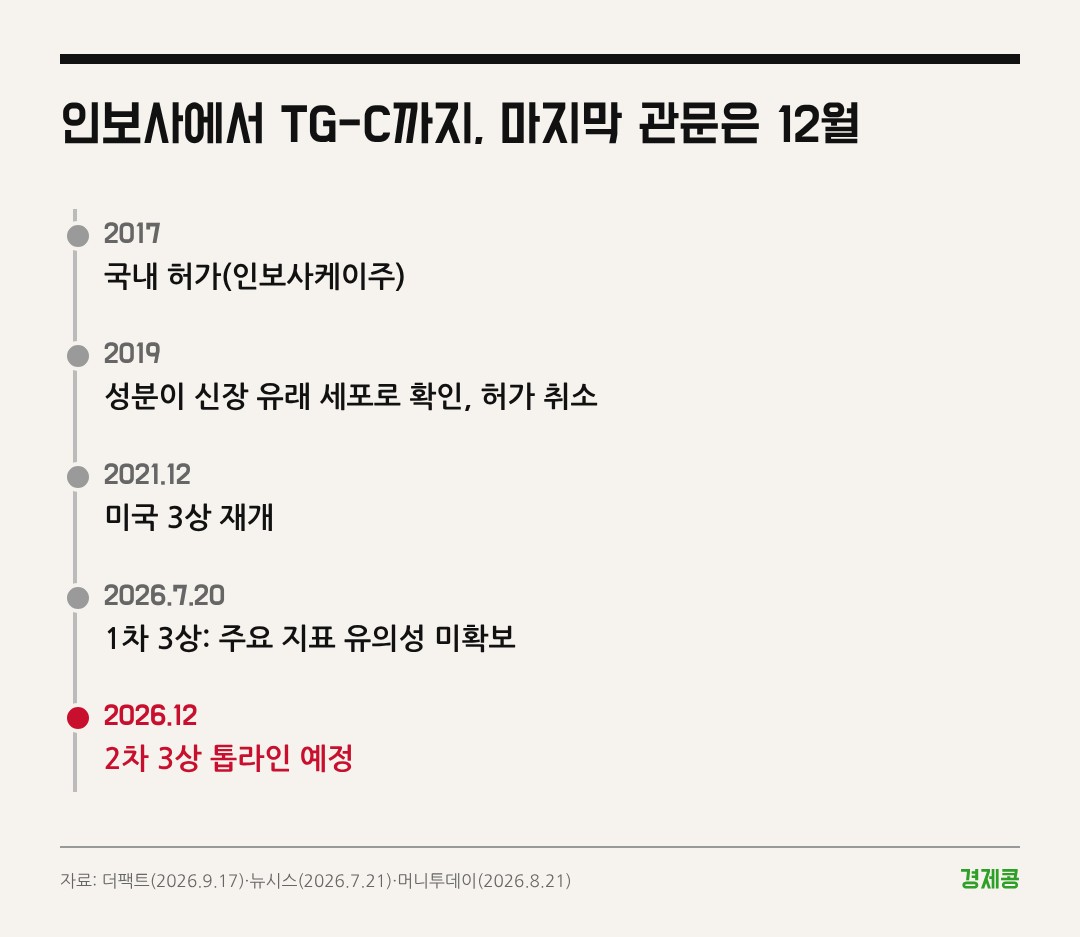 인보사에서 TG-C까지, 마지막 관문은 12월
2017
국내 허가(인보사케이주)
2019
성분이 신장 유래 세포로 확인, 허가 취소
2021.12
미국 3상 재개
2026.7.20
1차 3상: 주요 지표 유의성 미확보
2026.12
2차 3상 톱라인 예정
자료: 더팩트(2026.9.17)·뉴시스(2026.7.21)·머니투데이(2026.8.21)
경제콩